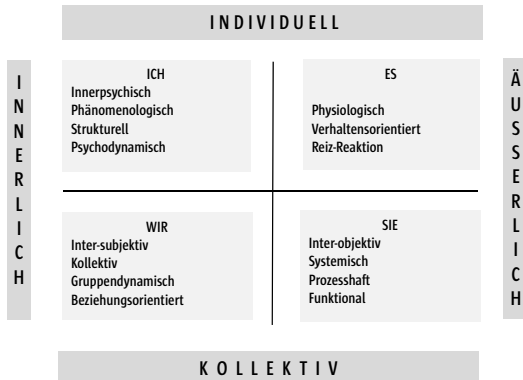 INDIVIDUELL
INNERLICH
ICH
Innerpsychisch
Phänomenologisch
Strukturell
Psychodynamisch
ES
Physiologisch
Verhaltensorientiert
Reiz-Reaktion
ÄUSSERLICH
WIR
Inter-subjektiv
Kollektiv
Gruppendynamisch
Beziehungsorientiert
SIE
Inter-objektiv
Systemisch
Prozesshaft
Funktional
KOLLEKTIV